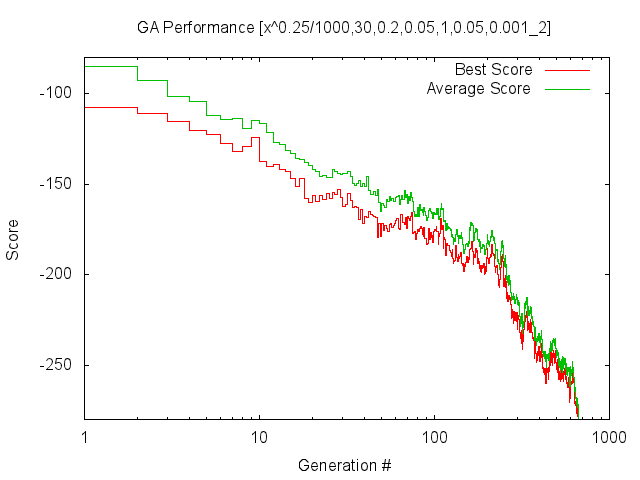 GA Performance [x^0.25/1000,30,0.2,0.05,1,0.05,0.001_2]
Best Score
Average Score
-100
-150
-200
-250
Score
1 10 100 1000
Generation #